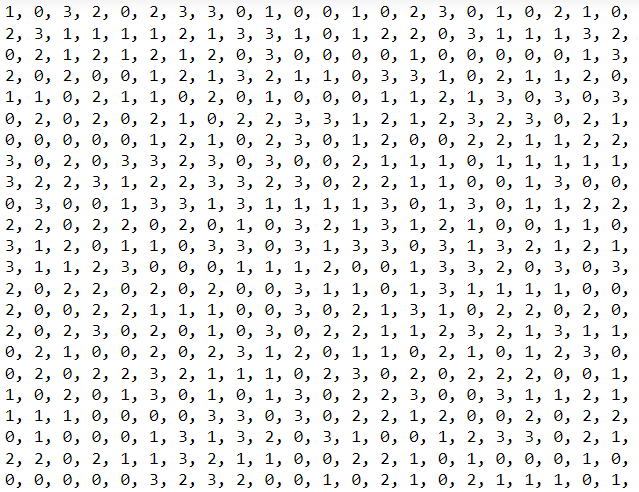 1, 0, 3, 2, 0, 2, 3, 3, 0, 1, 0, 0, 1, 0, 2, 3, 0, 1, 0, 2, 1, 0,
2, 3, 1, 1, 1, 1, 2, 1, 3, 3, 1, 0, 1, 2, 2, 0, 3, 1, 1, 1, 3, 2,
0, 2, 1, 2, 1, 2, 1, 2, 0, 3, 0, 0, 0, 0, 1, 0, 0, 0, 0, 0, 1, 3,
2, 0, 2, 0, 0, 1, 2, 1, 3, 2, 1, 1, 0, 3, 3, 1, 0, 2, 1, 1, 2, 0,
1, 1, 0, 2, 1, 1, 0, 2, 0, 1, 0, 0, 0, 1, 1, 2, 1, 3, 0, 3, 0, 3,
0, 2, 0, 2, 0, 2, 1, 0, 2, 2, 3, 3, 1, 2, 1, 2, 3, 2, 3, 0, 2, 1,
0, 0, 0, 0, 0, 1, 2, 1, 0, 2, 3, 0, 1, 2, 0, 0, 2, 2, 1, 1, 2, 2,
3, 0, 2, 0, 3, 3, 2, 3, 0, 3, 0, 0, 2, 1, 1, 1, 0, 1, 1, 1, 1, 1,
3, 2, 2, 3, 1, 2, 2, 3, 3, 2, 3, 0, 2, 2, 1, 1, 0, 0, 1, 3, 0, 0,
0, 3, 0, 0, 1, 3, 3, 1, 3, 1, 1, 1, 1, 3, 0, 1, 3, 0, 1, 1, 2, 2,
2, 2, 0, 2, 2, 0, 2, 0, 1, 0, 3, 2, 1, 3, 1, 2, 1, 0, 0, 1, 1, 0,
3, 1, 2, 0, 1, 1, 0, 3, 3, 0, 3, 1, 3, 3, 0, 3, 1, 3, 2, 1, 2, 1,
3, 1, 1, 2, 3, 0, 0, 0, 1, 1, 1, 2, 0, 0, 1, 3, 3, 2, 0, 3, 0, 3,
2, 0, 2, 2, 0, 2, 0, 2, 0, 0, 3, 1, 1, 0, 1, 3, 1, 1, 1, 1, 0, 0,
2, 0, 0, 2, 2, 1, 1, 1, 0, 0, 3, 0, 2, 1, 3, 1, 0, 2, 2, 0, 2, 0,
2, 0, 2, 3, 0, 2, 0, 1, 0, 3, 0, 2, 2, 1, 1, 2, 3, 2, 1, 3, 1, 1,
0, 2, 1, 0, 0, 2, 0, 2, 3, 1, 2, 0, 1, 1, 0, 2, 1, 0, 1, 2, 3, 0,
0, 2, 0, 2, 2, 3, 2, 1, 1, 1, 0, 2, 3, 0, 2, 0, 2, 2, 2, 0, 0, 1,
1, 0, 2, 0, 1, 3, 0, 1, 0, 1, 3, 0, 2, 2, 3, 0, 0, 3, 1, 1, 2, 1,
1, 1, 1, 0, 0, 0, 0, 3, 3, 0, 3, 0, 2, 2, 1, 2, 0, 0, 2, 0, 2, 2,
0, 1, 0, 0, 0, 1, 3, 1, 3, 2, 0, 3, 1, 0, 0, 1, 2, 3, 3, 0, 2, 1,
2, 2, 0, 2, 1, 1, 3, 2, 1, 1, 0, 0, 2, 2, 1, 0, 1, 0, 0, 0, 1, 0,
0, 0, 0, 0, 0, 3, 2, 3, 2, 0, 0, 1, 0, 2, 1, 0, 2, 1, 1, 1, 0, 1,